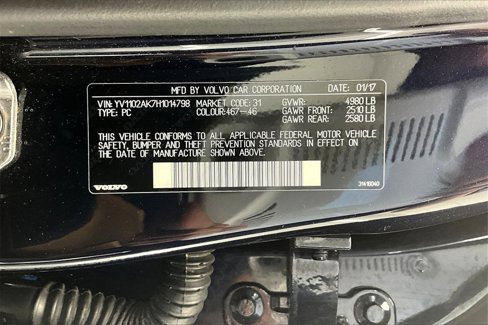 MFD BY VOLVO CAR CORPORATION DATE 01/17
VIN: YV1102AK7H1014798 MARKET CODE: 31 GVWR: 4980 LB
TYPE: PC COLOUR:467-46 GAWR FRONT: 2510 LB
GAWR REAR: 2580 LB
THIS VEHICLE CONFORMS TO ALL APPLICABLE FEDERAL MOTOR VEHICLE
SAFETY, BUMPER AND THEFT PREVENTION STANDARDS IN EFFECT ON
THE DATE OF MANUFACTURE SHOWN ABOVE.
VOLVO 31418040